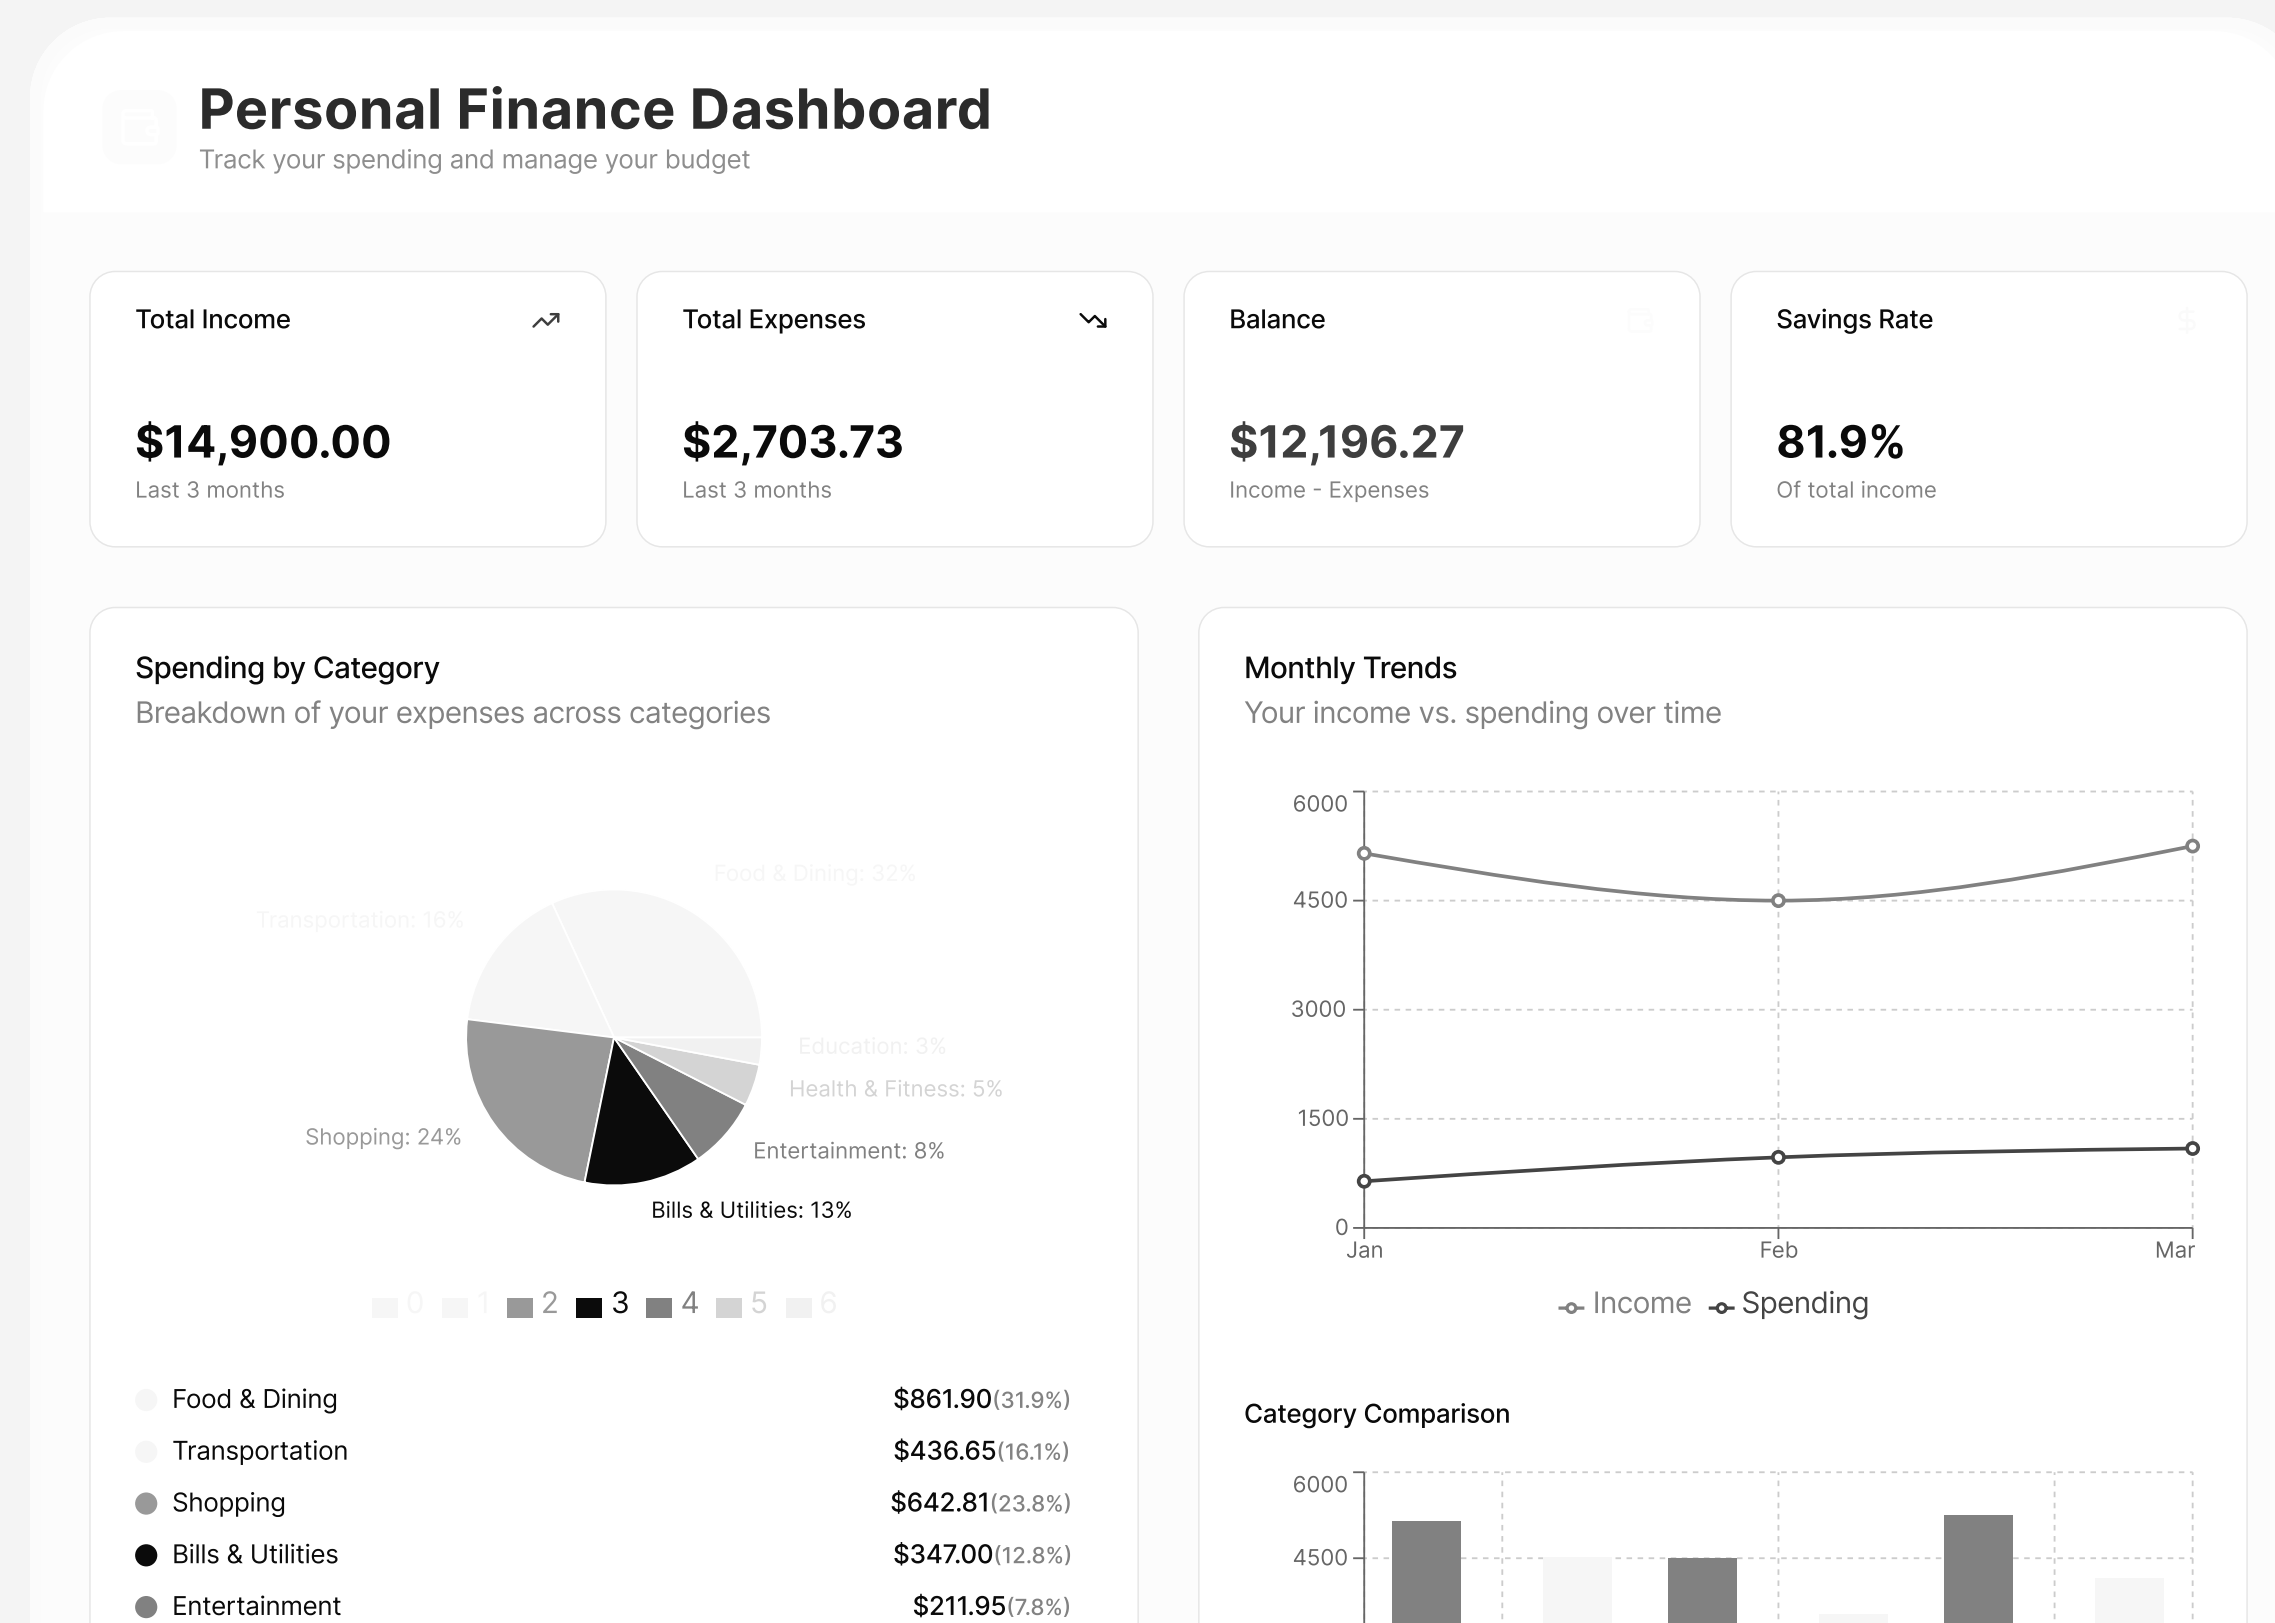 Personal Finance Dashboard
Track your spending and manage your budget
Total Income
$14,900.00
Last 3 months
Total Expenses
$2,703.73
Last 3 months
Balance
$12,196.27
Income - Expenses
Savings Rate
$
81.9%
Of total income
Spending by Category
Breakdown of your expenses across categories
Food & Dining: 32%
Transportation: 16%
Education: 3%
Health & Fitness: 5%
Shopping: 24%
Entertainment: 8%
Bills & Utilities: 13%
0 1 2 3 4 5 6
Food & Dining $861.90(31.9%)
Transportation $436.65(16.1%)
Shopping $642.81(23.8%)
Bills & Utilities $347.00(12.8%)
Entertainment $211.95(7.8%)
Monthly Trends
Your income vs. spending over time
6000
4500
3000
1500
0
Jan Feb Mar
Income Spending
Category Comparison
6000
4500